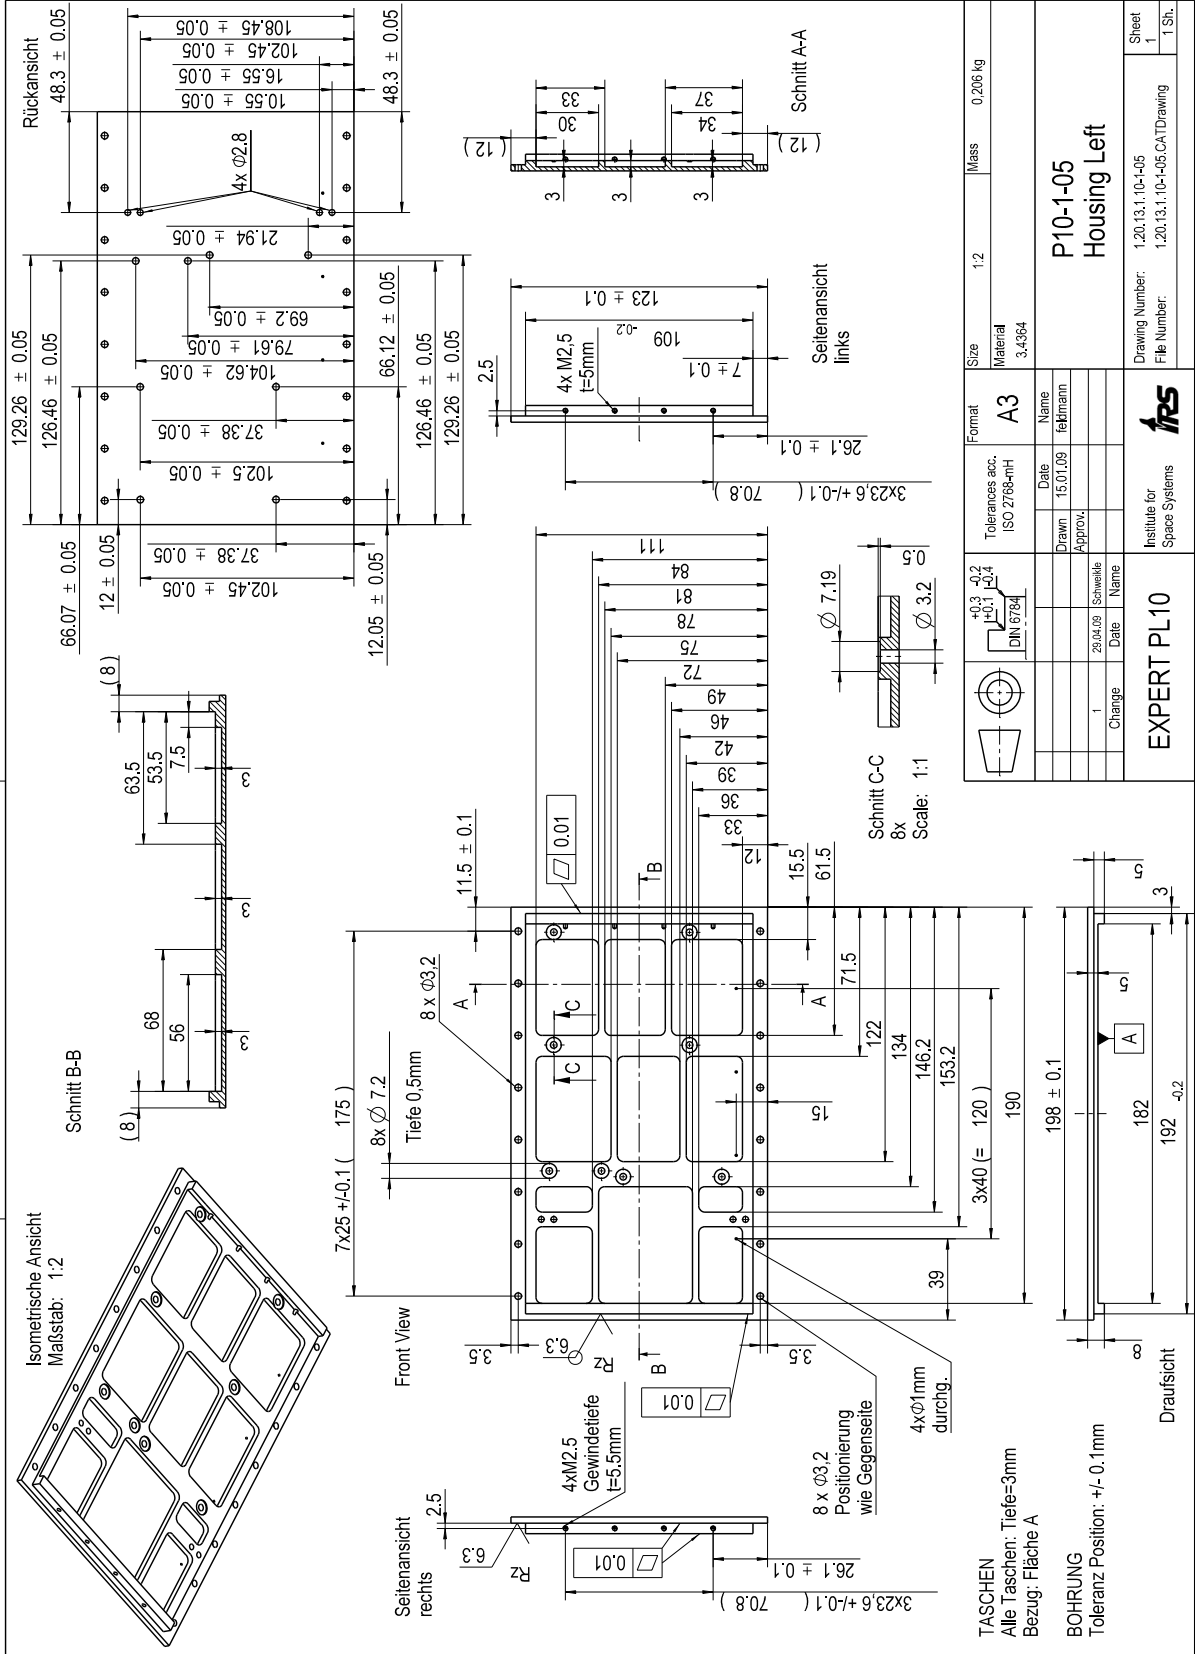 Isometrische Ansicht
Maßstab: 1:2
Schnitt B-B
( 8 )
68
56
3
3
3
63.5
53.5
7.5
( 8 )
Rückansicht
48.3 ± 0.05
108.45 ± 0.05
102.45 ± 0.05
16.55 ± 0.05
10.55 ± 0.05
48.3 ± 0.05
4x Φ2.8
21.94 ± 0.05
69.2 ± 0.05
79.61 ± 0.05
104.62 ± 0.05
37.38 ± 0.05
102.5 ± 0.05
37.38 ± 0.05
102.45 ± 0.05
129.26 ± 0.05
126.46 ± 0.05
66.07 ± 0.05
12 ± 0.05
12.05 ± 0.05
66.12 ± 0.05
126.46 ± 0.05
129.26 ± 0.05
Seitenansicht
rechts
2.5
6.3
Rz
0.01
4xM2.5
Gewindetiefe
t=5.5mm
26.1 ± 0.1
3x23,6 +/-0.1 ( 70.8 )
Front View
7x25 +/-0.1 ( 175 )
8x Ø 7.2
Tiefe 0,5mm
8 x Φ3,2
11.5 ± 0.1
0.01
A
A
B
B
C
C
3.5
3.5
6.3
Rz
0.01
8 x Φ3,2
Positionierung
wie Gegenseite
4xΦ1mm
durchg.
39
15
3x40 (= 120 )
15.5
61.5
71.5
122
134
146.2
153.2
190
111
84
81
78
75
72
49
46
42
39
36
33
12
Seitenansicht
links
2.5
4x M2,5
t=5mm
123 ± 0.1
109
-0.2
7 ± 0.1
26.1 ± 0.1
3x23,6 +/-0.1 ( 70.8 )
Schnitt A-A
( 12 )
33
30
37
34
( 12 )
3
3
3
Schnitt C-C
8x
Scale: 1:1
Ø 7.19
Ø 3.2
0.5
Draufsicht
198 ± 0.1
182
192
-0.2
8
5
5
3
A
TASCHEN
Alle Taschen: Tiefe=3mm
Bezug: Fläche A
BOHRUNG
Toleranz Position: +/- 0.1mm
+0.3
+0.1
-0.2
-0.4
DIN 6784
Tolerances acc.
ISO 2768-mH
Format
A3
Size
1:2
Mass
0,206 kg
Material
3.4364
Date
Name
Drawn
15.01.09
feldmann
Approv.
1
29.04.09
Schweikle
Change
Date
Name
P10-1-05
Housing Left
EXPERT PL10
Institute for
Space Systems
IRS
Drawing Number:
1.20.13.1.10-1-05
File Number:
1.20.13.1.10-1-05.CATDrawing
Sheet
1
1 Sh.